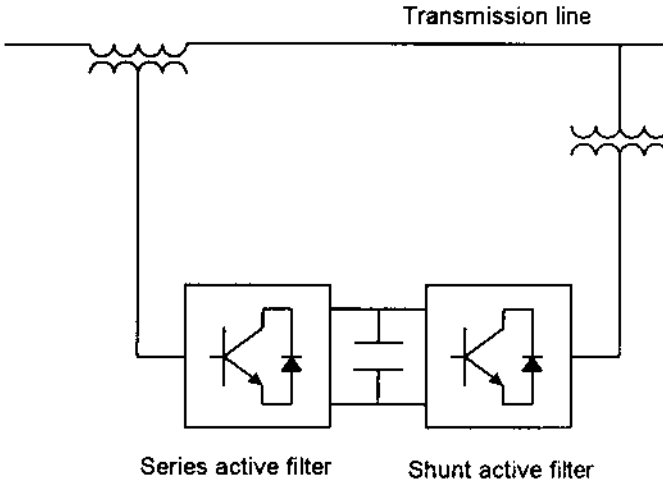 Transmission line
Series active filter
Shunt active filter